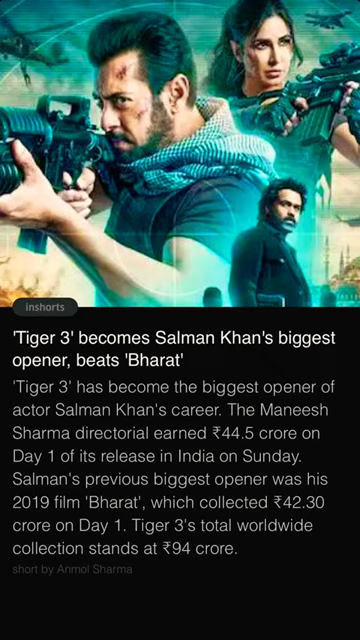 inshorts
'Tiger 3' becomes Salman Khan's biggest
opener, beats 'Bharat'
'Tiger 3' has become the biggest opener of
actor Salman Khan's career. The Maneesh
Sharma directorial earned ₹44.5 crore on
Day 1 of its release in India on Sunday.
Salman's previous biggest opener was his
2019 film 'Bharat', which collected ₹42.30
crore on Day 1. Tiger 3's total worldwide
collection stands at ₹94 crore.
short by Anmol Sharma